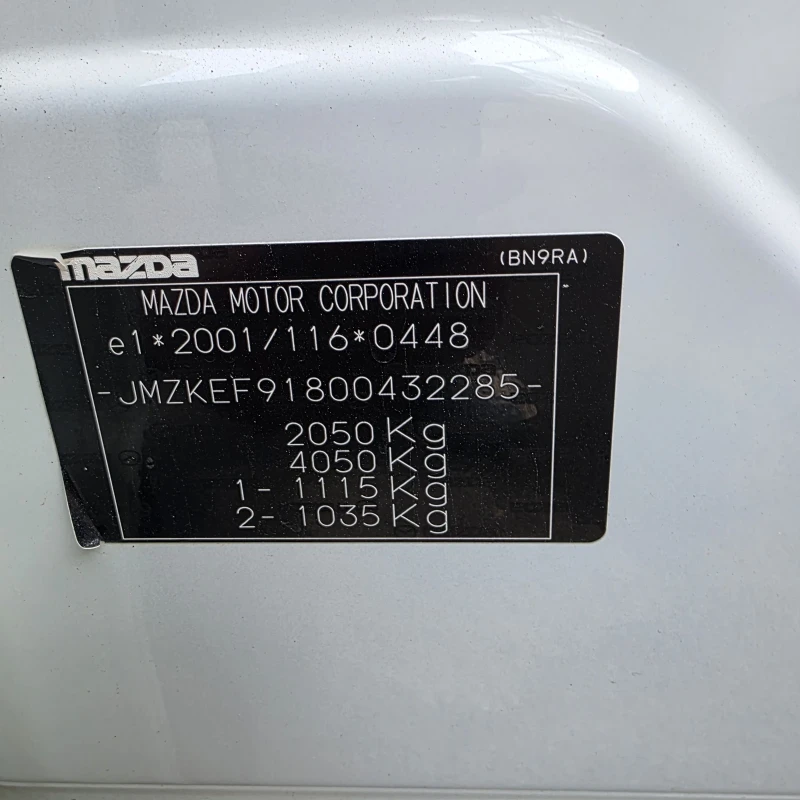 mazda (BN9RA)
MAZDA MOTOR CORPORATION
e1*2001/116*0448
-JMZKEF91800432285-
2050Kg
4050Kg
1- 1115Kg
2- 1035Kg